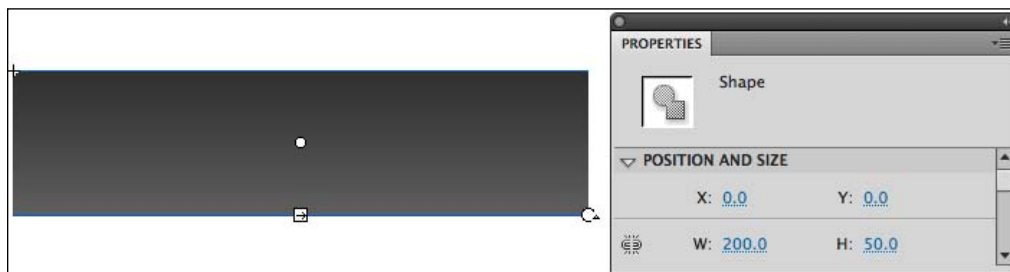 PROPERTIES
Shape
POSITION AND SIZE
X: 0.0 Y: 0.0
W: 200.0 H: 50.0